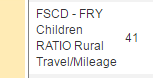 FSCD - FRY
Children
RATIO Rural 41
Travel/Mileage